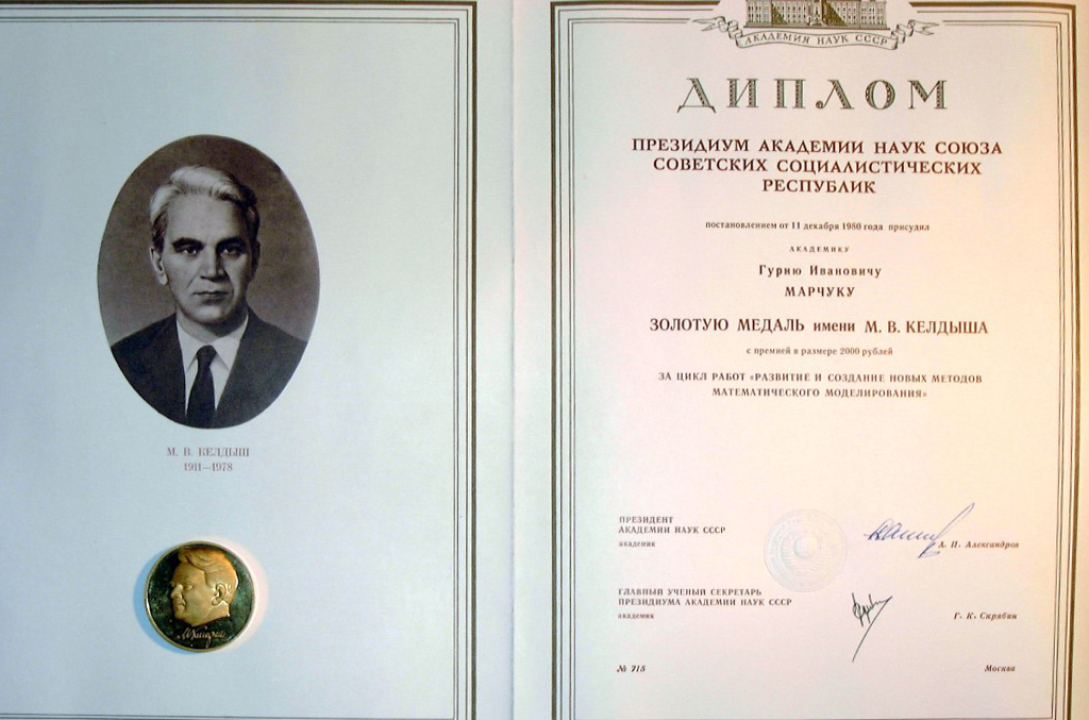 М. В. КЕЛДЫШ
1911—1978
АКАДЕМИЯ НАУК СССР
ДИПЛОМ
ПРЕЗИДИУМ АКАДЕМИИ НАУК СОЮЗА
СОВЕТСКИХ СОЦИАЛИСТИЧЕСКИХ
РЕСПУБЛИК
постановлением от 11 декабря 1980 года присудил
АКАДЕМИКУ
Гурию Ивановичу
МАРЧУКУ
ЗОЛОТУЮ МЕДАЛЬ имени М. В. КЕЛДЫША
с премией в размере 2000 рублей
ЗА ЦИКЛ РАБОТ «РАЗВИТИЕ И СОЗДАНИЕ НОВЫХ МЕТОДОВ
МАТЕМАТИЧЕСКОГО МОДЕЛИРОВАНИЯ»
ПРЕЗИДЕНТ
АКАДЕМИИ НАУК СССР
академик А. П. Александров
ГЛАВНЫЙ УЧЕНЫЙ СЕКРЕТАРЬ
ПРЕЗИДИУМА АКАДЕМИИ НАУК СССР
академик Г. К. Скрябин
№ 715 Москва